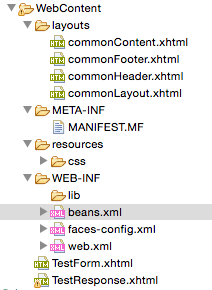 WebContent
layouts
commonContent.xhtml
commonFooter.xhtml
commonHeader.xhtml
commonLayout.xhtml
META-INF
MANIFEST.MF
resources
css
WEB-INF
lib
beans.xml
faces-config.xml
web.xml
TestForm.xhtml
TestResponse.xhtml